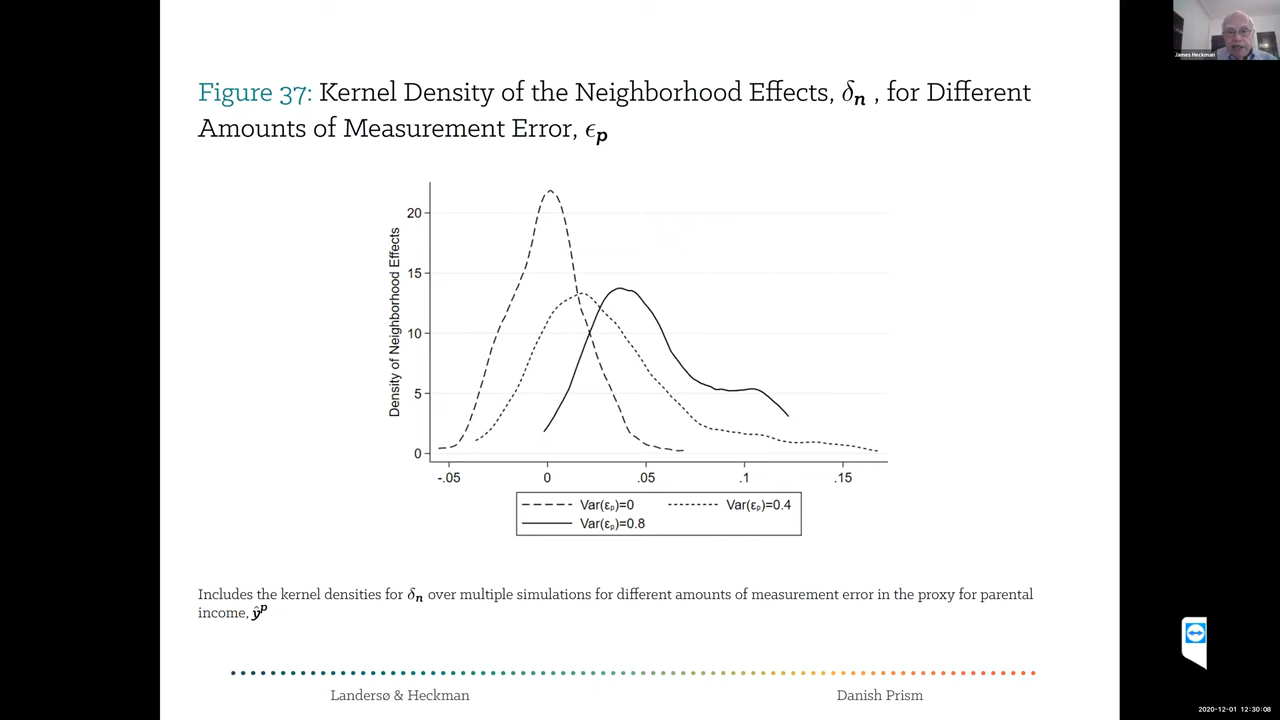 James Heckman
Figure 37: Kernel Density of the Neighborhood Effects, δn , for Different
Amounts of Measurement Error, ϵp
Density of Neighborhood Effects
20
15
10
5
0
-.05 0 .05 .1 .15
Var(εp)=0 Var(εp)=0.4
Var(εp)=0.8
Includes the kernel densities for δn over multiple simulations for different amounts of measurement error in the proxy for parental
income, ŷp
Landersø & Heckman Danish Prism
2020-12-01 12:30:08